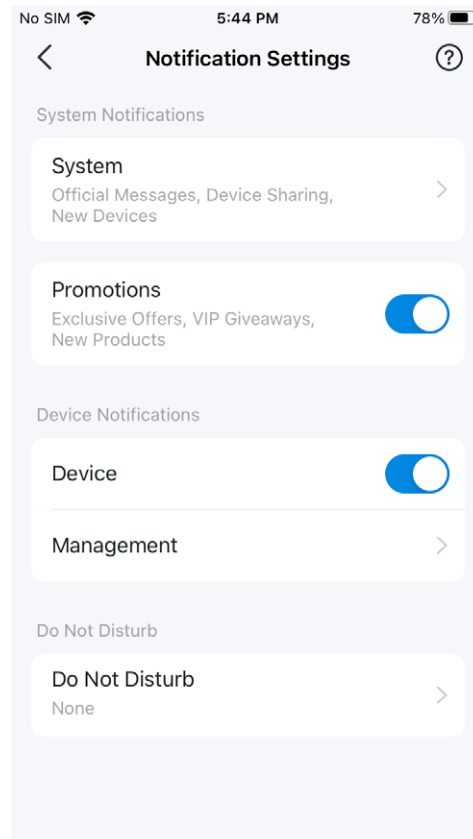 No SIM 5:44 PM 78%
Notification Settings ?
System Notifications
System
Official Messages, Device Sharing,
New Devices
Promotions
Exclusive Offers, VIP Giveaways,
New Products
Device Notifications
Device
Management
Do Not Disturb
Do Not Disturb
None